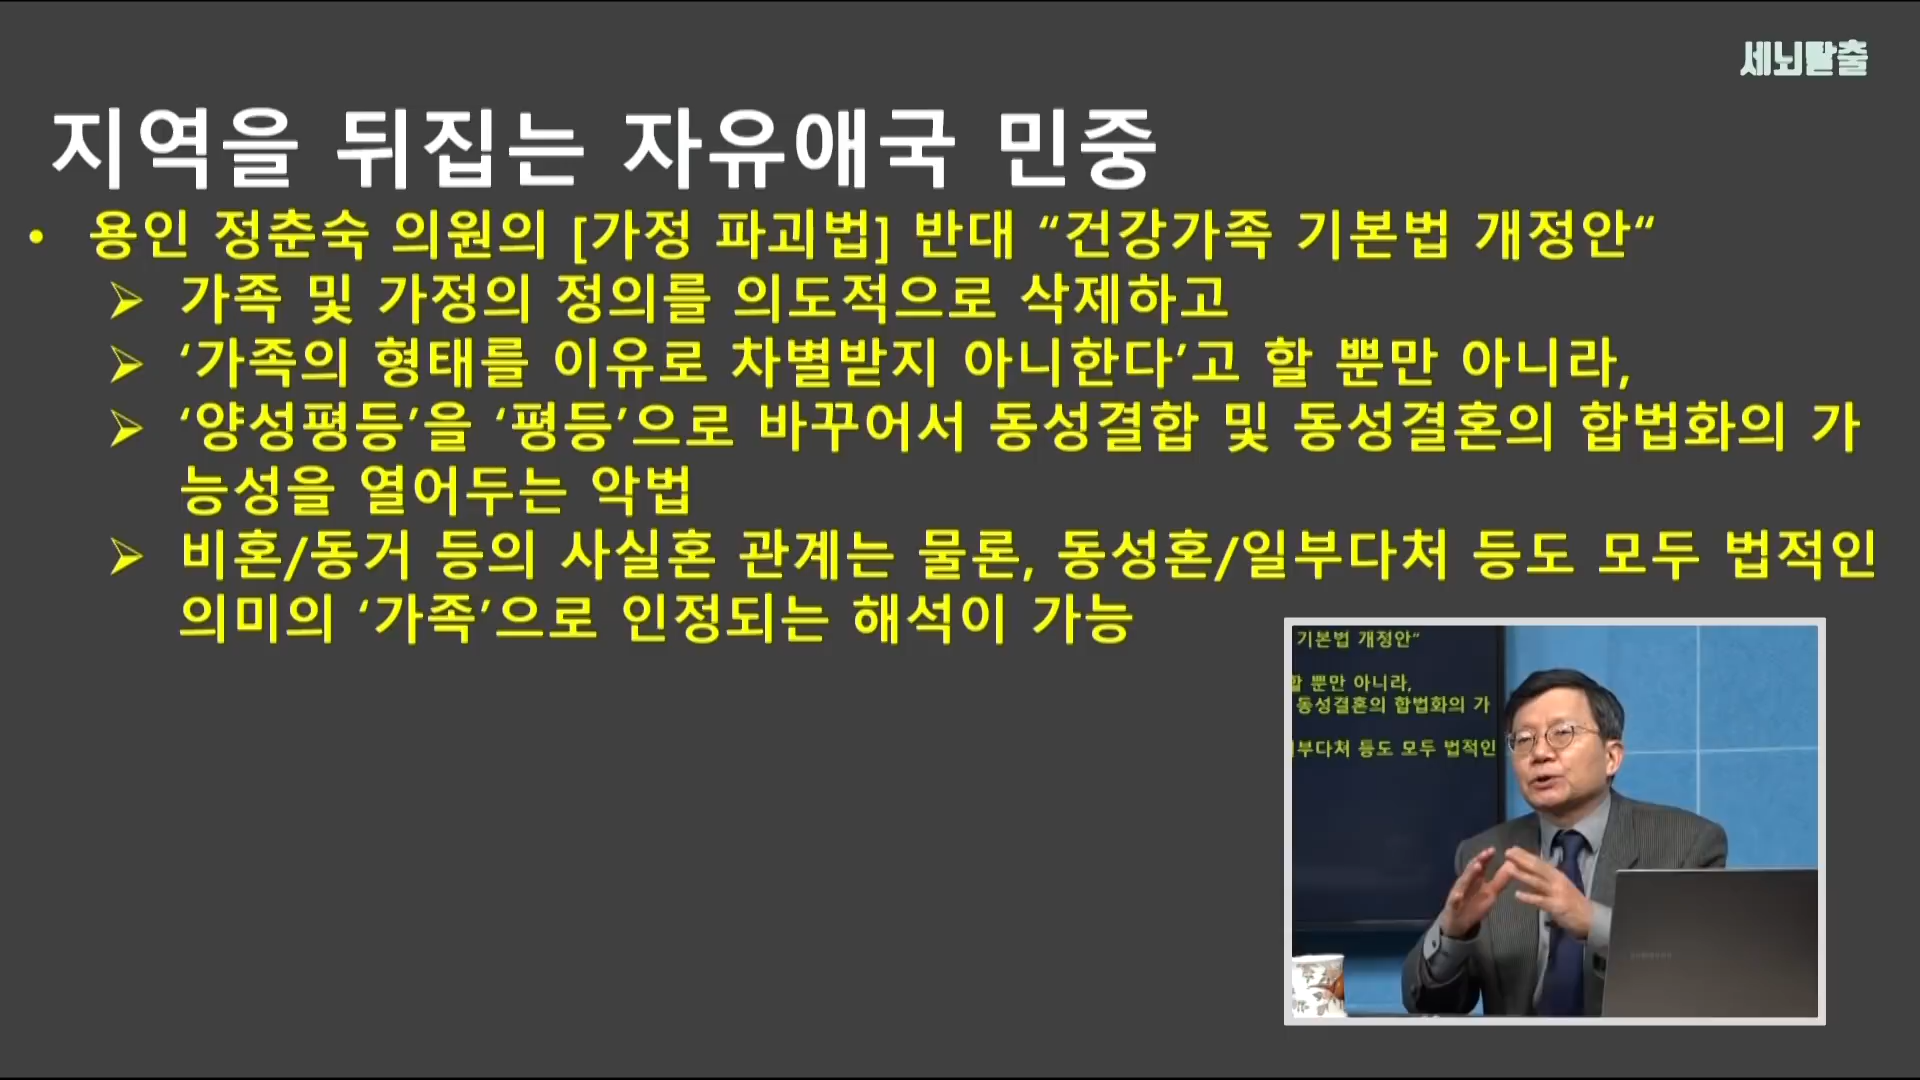 세뇌탈출
지역을 뒤집는 자유애국 민중
• 용인 정춘숙 의원의 [가정 파괴법] 반대 “건강가족 기본법 개정안“
➢ 가족 및 가정의 정의를 의도적으로 삭제하고
➢ ‘가족의 형태를 이유로 차별받지 아니한다’고 할 뿐만 아니라,
➢ ‘양성평등’을 ‘평등’으로 바꾸어서 동성결합 및 동성결혼의 합법화의 가
능성을 열어두는 악법
➢ 비혼/동거 등의 사실혼 관계는 물론, 동성혼/일부다처 등도 모두 법적인
의미의 ‘가족’으로 인정되는 해석이 가능
기본법 개정안“
할 뿐만 아니라,
동성결혼의 합법화의 가
일부다처 등도 모두 법적인
SAMSUNG